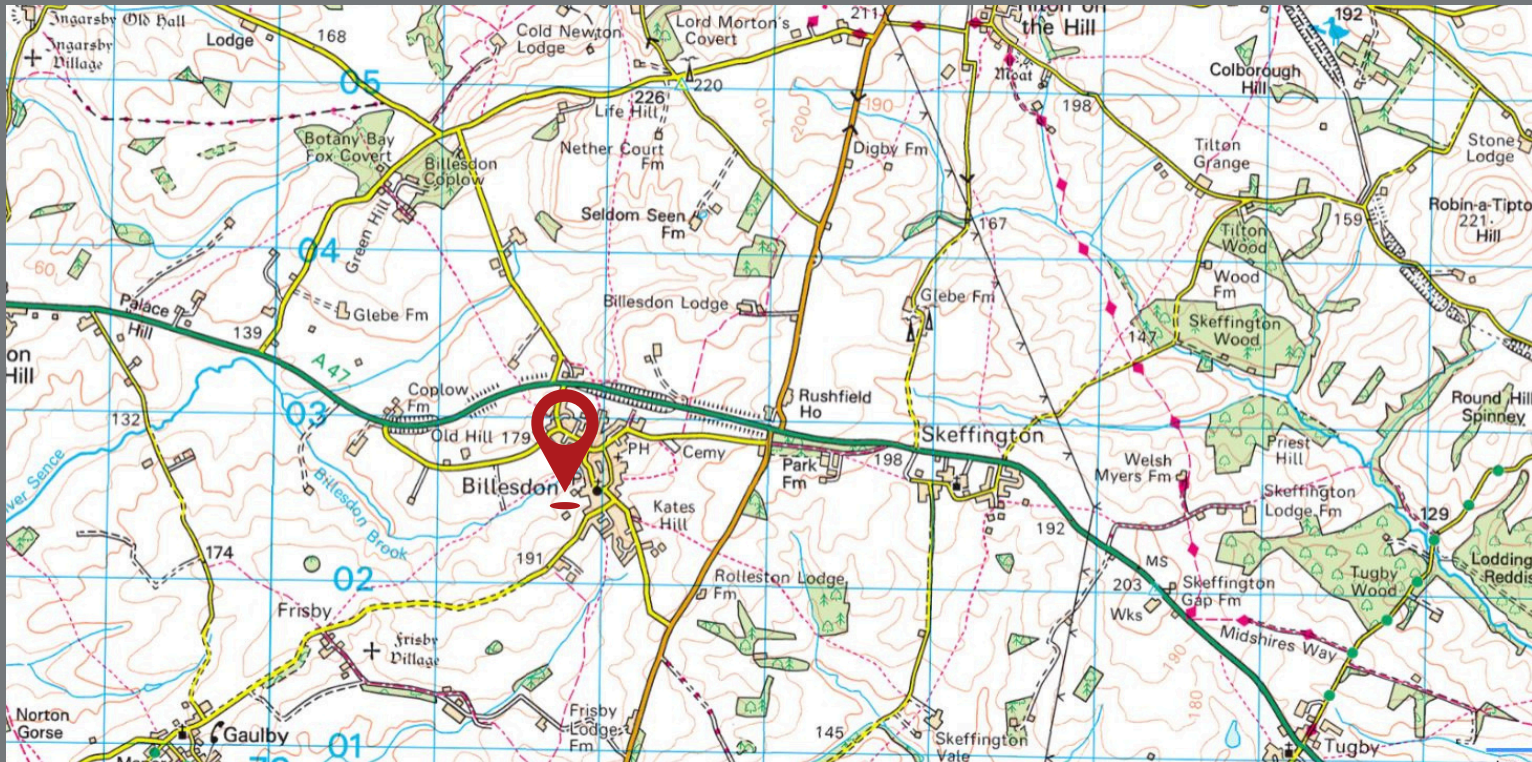 Ingarsby Old Hall
Ingarsby
Village
Lodge
168
05
Cold Newton
Lodge
Lord Morton's
Covert
211
the Hill
Moat
192
Colborough
Hill
198
220
226
Life Hill
210
200
190
Nether Court
Fm
Digby Fm
Botany Bay
Fox Covert
Billesdon
Coplow
Tilton
Grange
Stone
Lodge
Green Hill
Seldom Seen
Fm
167
159
Robin-a-Tipto
221
Hill
04
60
Tilton
Wood
Wood
Fm
Palace
Hill
139
Glebe Fm
Billesdon Lodge
Glebe Fm
Skeffington
Wood
147
on
Hill
A 47
Coplow
Fm
03
132
Old Hill
179
PH
Cemy
Rushfield
Ho
Skeffington
198
Park
Fm
Round Hill
Spinney
Priest
Hill
Welsh
Myers Fm
Skeffington
Lodge Fm
Billesdon
Billesdon
Brook
Kates
Hill
192
129
174
191
02
MS
203
Wks
Skeffington
Gap Fm
Tugby
Wood
Lodding
Reddi
Rolleston Lodge
Fm
Frisby
Frisby
Village
Midshires Way
190
180
Norton
Gorse
Gaulby
01
Frisby
Lodge
Fm
145
Skeffington
Vale
Tugby